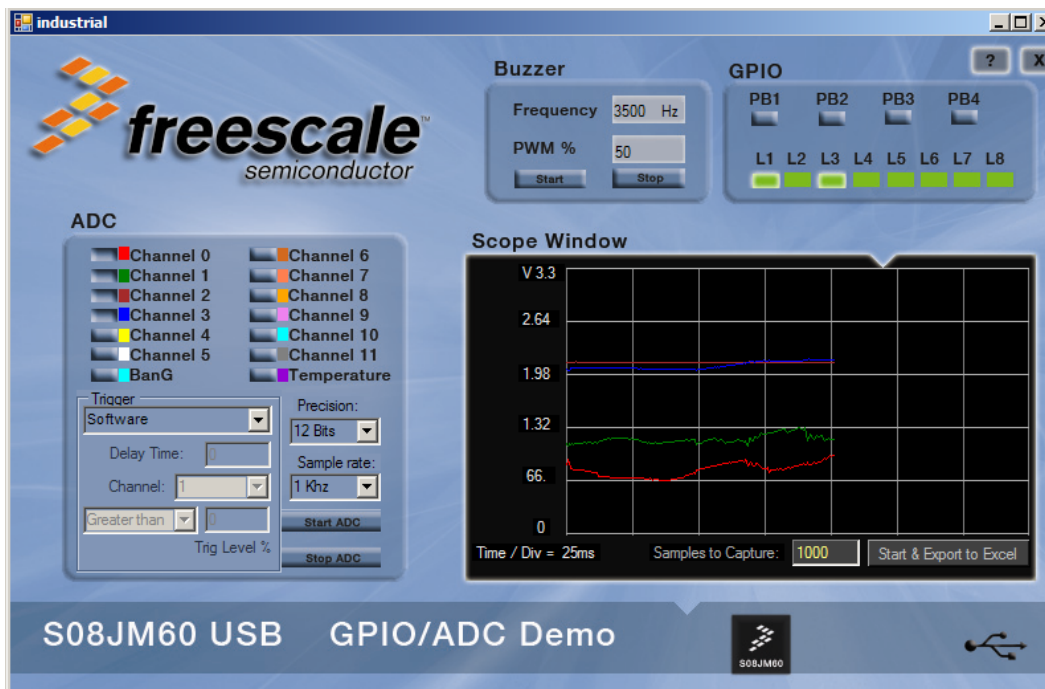 industrial
freescale™
semiconductor
Buzzer
Frequency 3500 Hz
PWM % 50
Start Stop
GPIO
? X
PB1 PB2 PB3 PB4
L1 L2 L3 L4 L5 L6 L7 L8
ADC
Channel 0 Channel 6
Channel 1 Channel 7
Channel 2 Channel 8
Channel 3 Channel 9
Channel 4 Channel 10
Channel 5 Channel 11
BanG Temperature
Trigger
Software
Delay Time: 0
Channel: 1
Greater than 0
Trig Level %
Precision:
12 Bits
Sample rate:
1 Khz
Start ADC
Stop ADC
Scope Window
V 3.3
2.64
1.98
1.32
66.
0
Time / Div = 25ms Samples to Capture: 1000 Start & Export to Excel
S08JM60 USB GPIO/ADC Demo
S08JM60